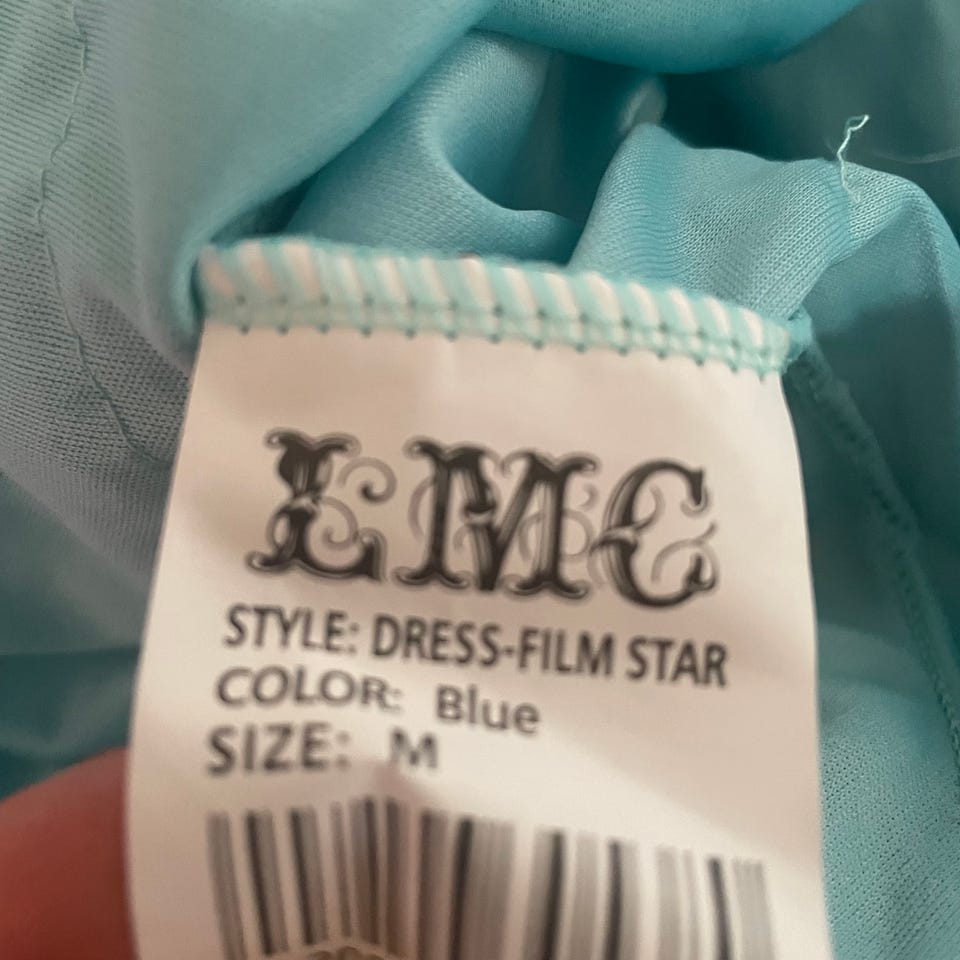 LMC
STYLE: DRESS-FILM STAR
COLOR: Blue
SIZE: M